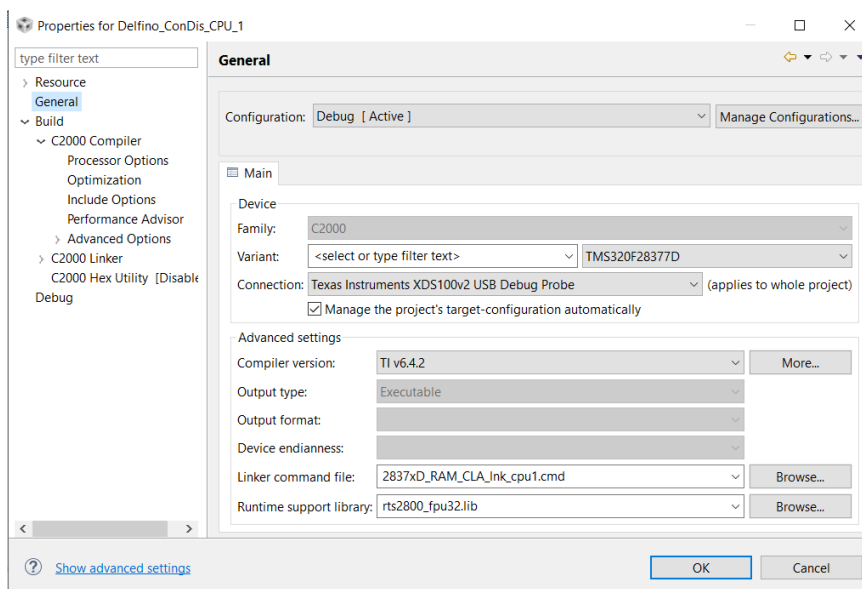 Properties for Delfino_ConDis_CPU_1
type filter text
General
Resource
General
Build
C2000 Compiler
Processor Options
Optimization
Include Options
Performance Advisor
Advanced Options
C2000 Linker
C2000 Hex Utility [Disable
Debug
Configuration: Debug [ Active ] Manage Configurations...
Main
Device
Family: C2000
Variant: <select or type filter text> TMS320F28377D
Connection: Texas Instruments XDS100v2 USB Debug Probe (applies to whole project)
Manage the project's target-configuration automatically
Advanced settings
Compiler version: TI v6.4.2 More...
Output type: Executable
Output format:
Device endianness:
Linker command file: 2837xD_RAM_CLA_lnk_cpu1.cmd Browse...
Runtime support library: rts2800_fpu32.lib Browse...
? Show advanced settings OK Cancel